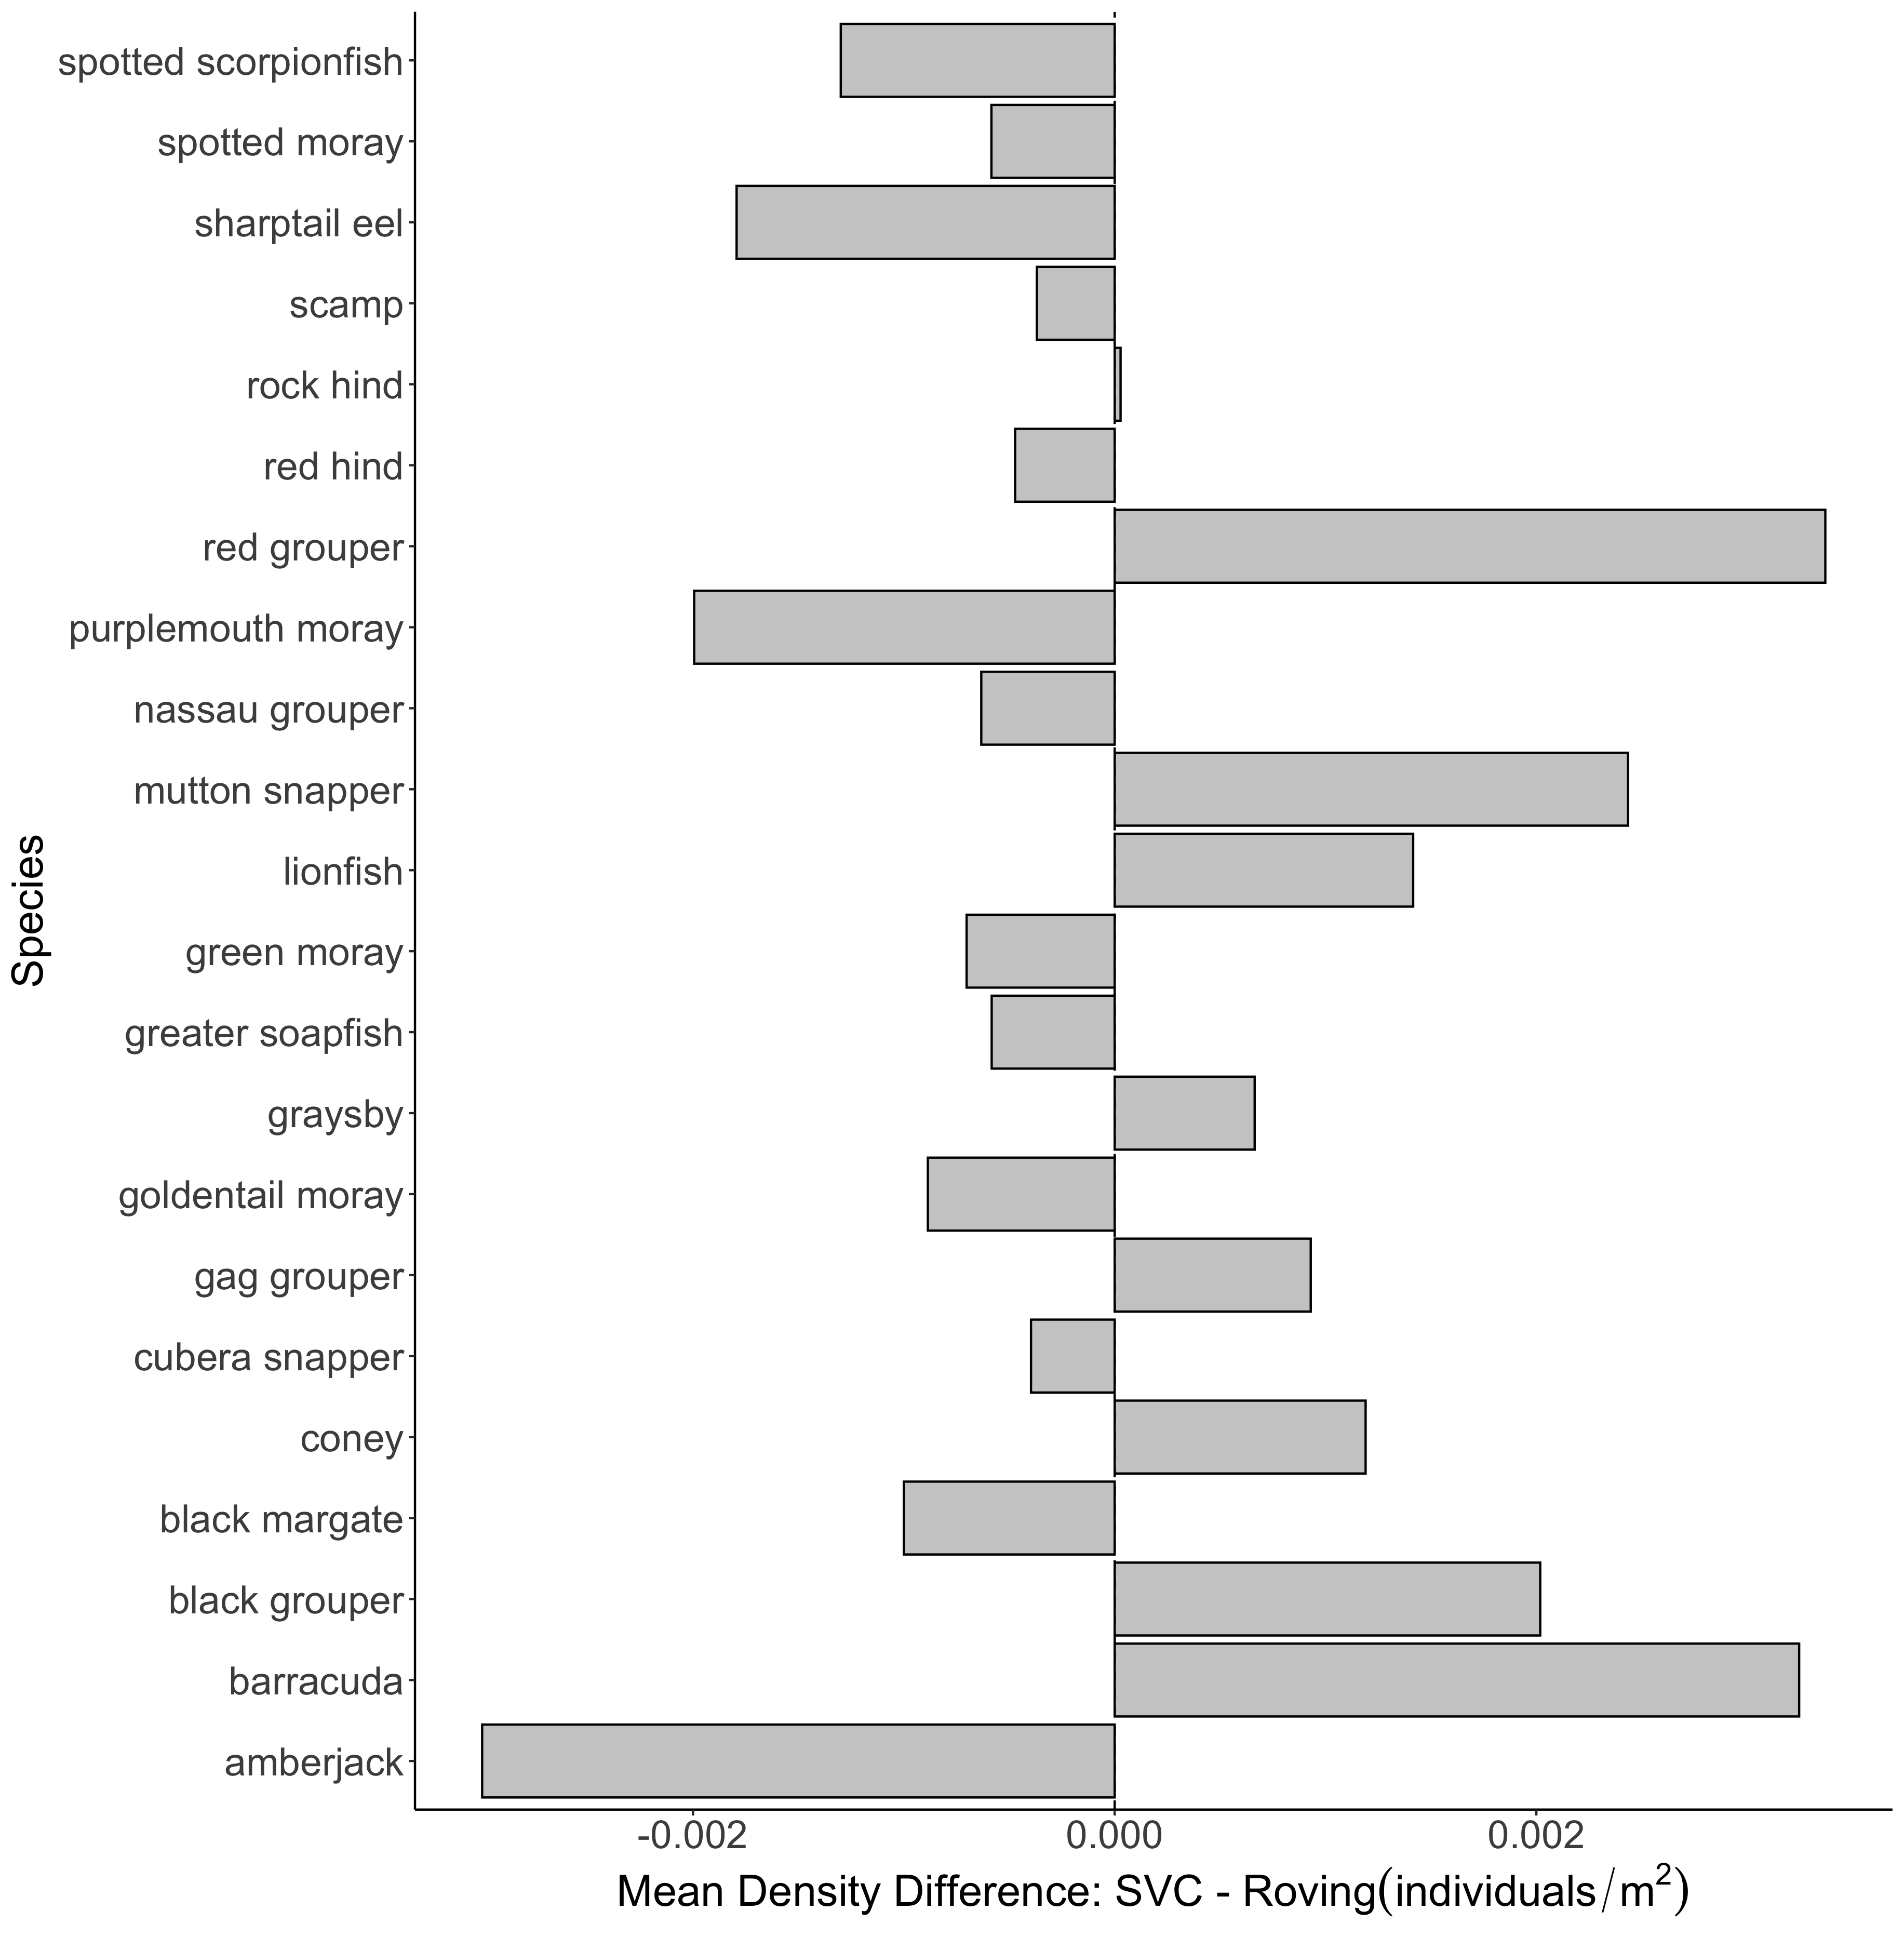 spotted scorpionfish
spotted moray
sharptail eel
scamp
rock hind
red hind
red grouper
purplemouth moray
nassau grouper
mutton snapper
lionfish
green moray
greater soapfish
graysby
goldentail moray
gag grouper
cubera snapper
coney
black margate
black grouper
barracuda
amberjack
Species
-0.002 0.000 0.002
Mean Density Difference: SVC - Roving(individuals/m²)